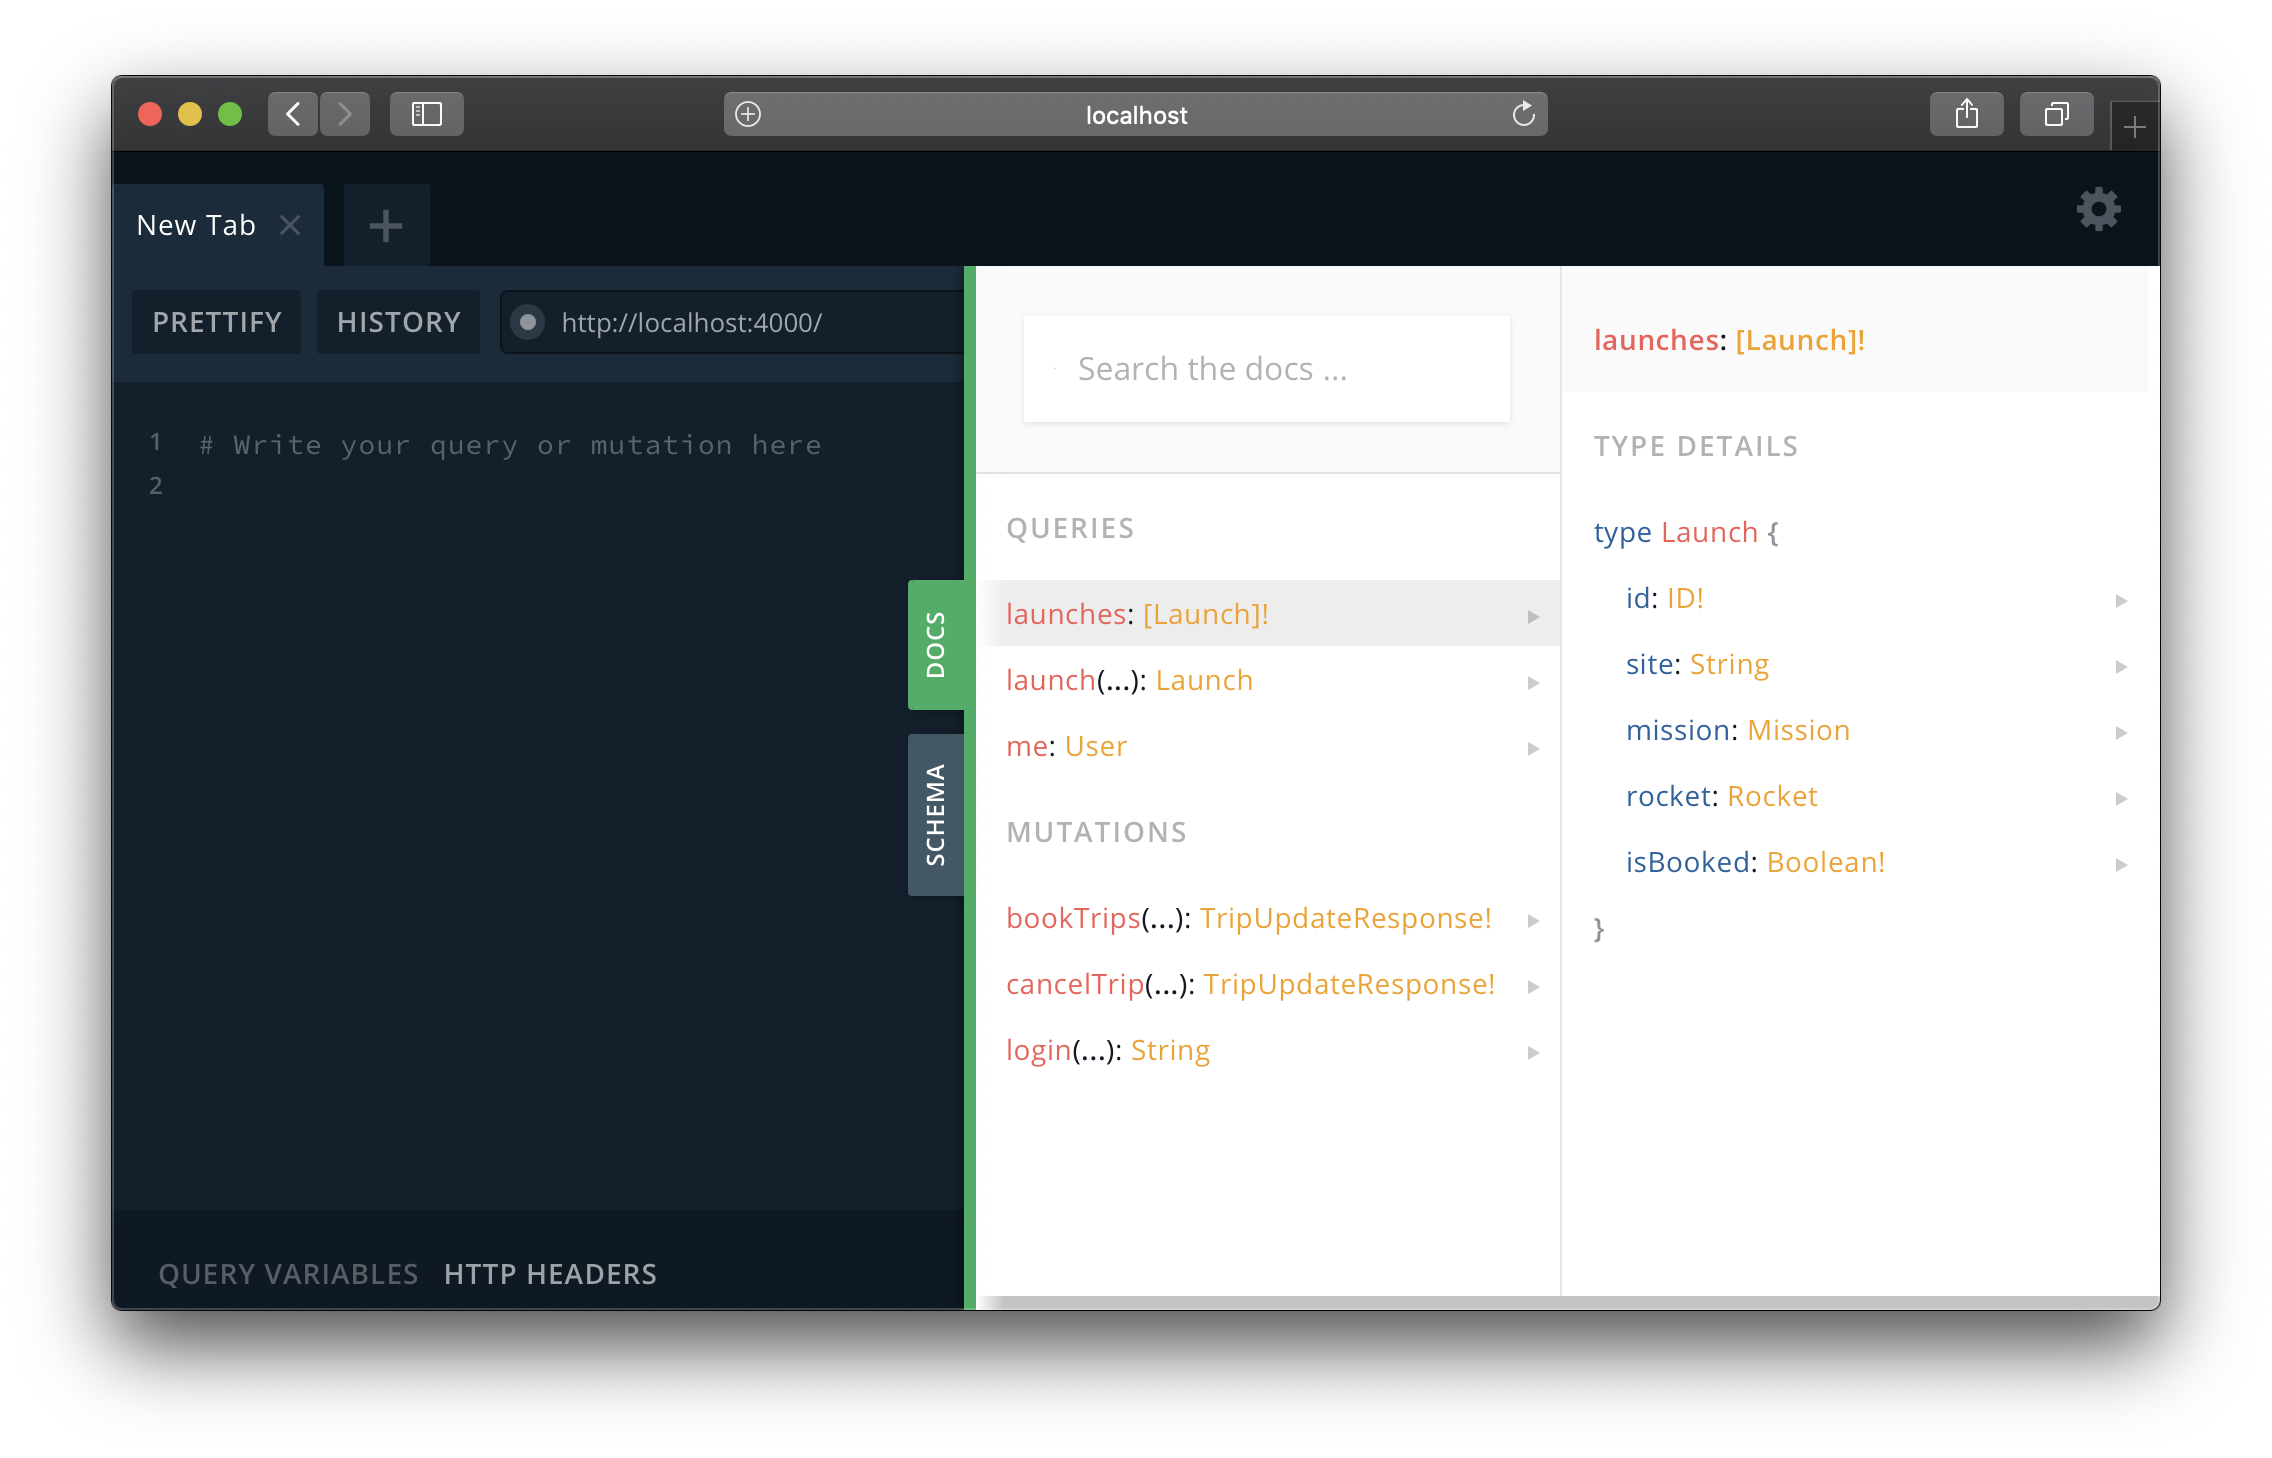 localhost
New Tab
PRETTIFY
HISTORY
http://localhost:4000/
1 # Write your query or mutation here
2
QUERY VARIABLES HTTP HEADERS
DOCS
SCHEMA
Search the docs ...
QUERIES
launches: [Launch]!
launch(...): Launch
me: User
MUTATIONS
bookTrips(...): TripUpdateResponse!
cancelTrip(...): TripUpdateResponse!
login(...): String
launches: [Launch]!
TYPE DETAILS
type Launch {
id: ID!
site: String
mission: Mission
rocket: Rocket
isBooked: Boolean!
}